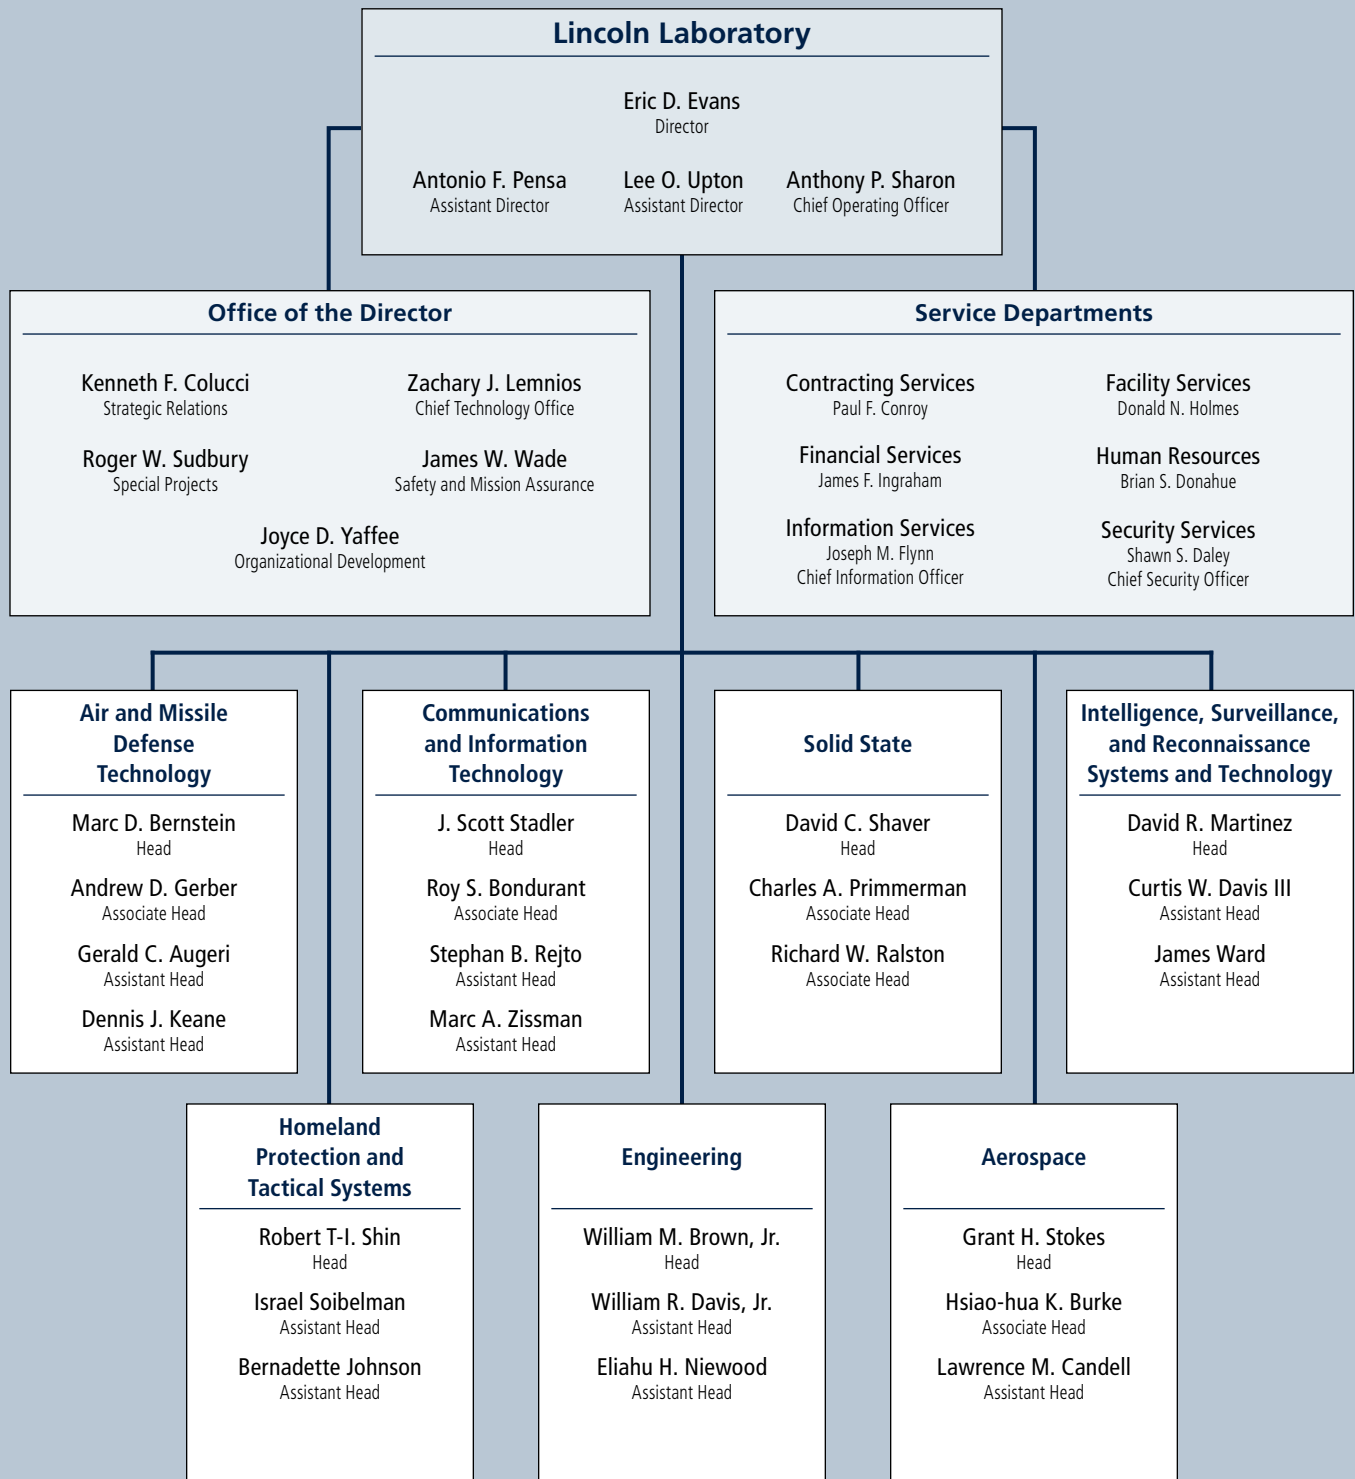 Lincoln Laboratory
Eric D. Evans
Director
Antonio F. Pensa
Assistant Director
Lee O. Upton
Assistant Director
Anthony P. Sharon
Chief Operating Officer
Office of the Director
Kenneth F. Colucci
Strategic Relations
Zachary J. Lemnios
Chief Technology Office
Roger W. Sudbury
Special Projects
James W. Wade
Safety and Mission Assurance
Joyce D. Yaffee
Organizational Development
Service Departments
Contracting Services
Paul F. Conroy
Facility Services
Donald N. Holmes
Financial Services
James F. Ingraham
Human Resources
Brian S. Donahue
Information Services
Joseph M. Flynn
Chief Information Officer
Security Services
Shawn S. Daley
Chief Security Officer
Air and Missile
Defense
Technology
Marc D. Bernstein
Head
Andrew D. Gerber
Associate Head
Gerald C. Augeri
Assistant Head
Dennis J. Keane
Assistant Head
Communications
and Information
Technology
J. Scott Stadler
Head
Roy S. Bondurant
Associate Head
Stephan B. Rejto
Assistant Head
Marc A. Zissman
Assistant Head
Solid State
David C. Shaver
Head
Charles A. Primmerman
Associate Head
Richard W. Ralston
Associate Head
Intelligence, Surveillance,
and Reconnaissance
Systems and Technology
David R. Martinez
Head
Curtis W. Davis III
Assistant Head
James Ward
Assistant Head
Homeland
Protection and
Tactical Systems
Robert T-I. Shin
Head
Israel Soibelman
Assistant Head
Bernadette Johnson
Assistant Head
Engineering
William M. Brown, Jr.
Head
William R. Davis, Jr.
Assistant Head
Eliahu H. Niewood
Assistant Head
Aerospace
Grant H. Stokes
Head
Hsiao-hua K. Burke
Associate Head
Lawrence M. Candell
Assistant Head